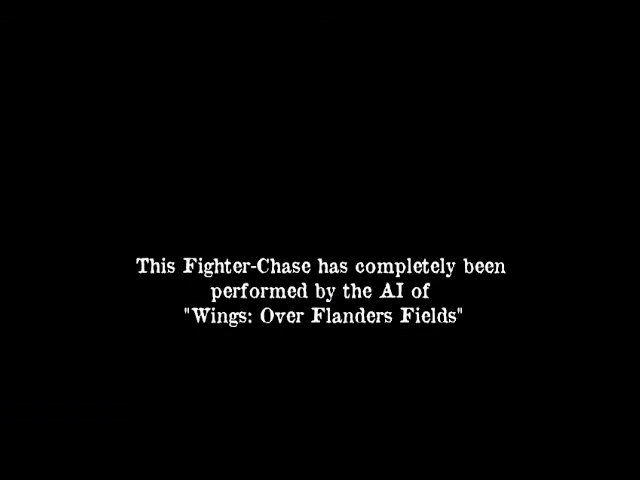 This Fighter-Chase has completely been
performed by the AI of
"Wings: Over Flanders Fields"